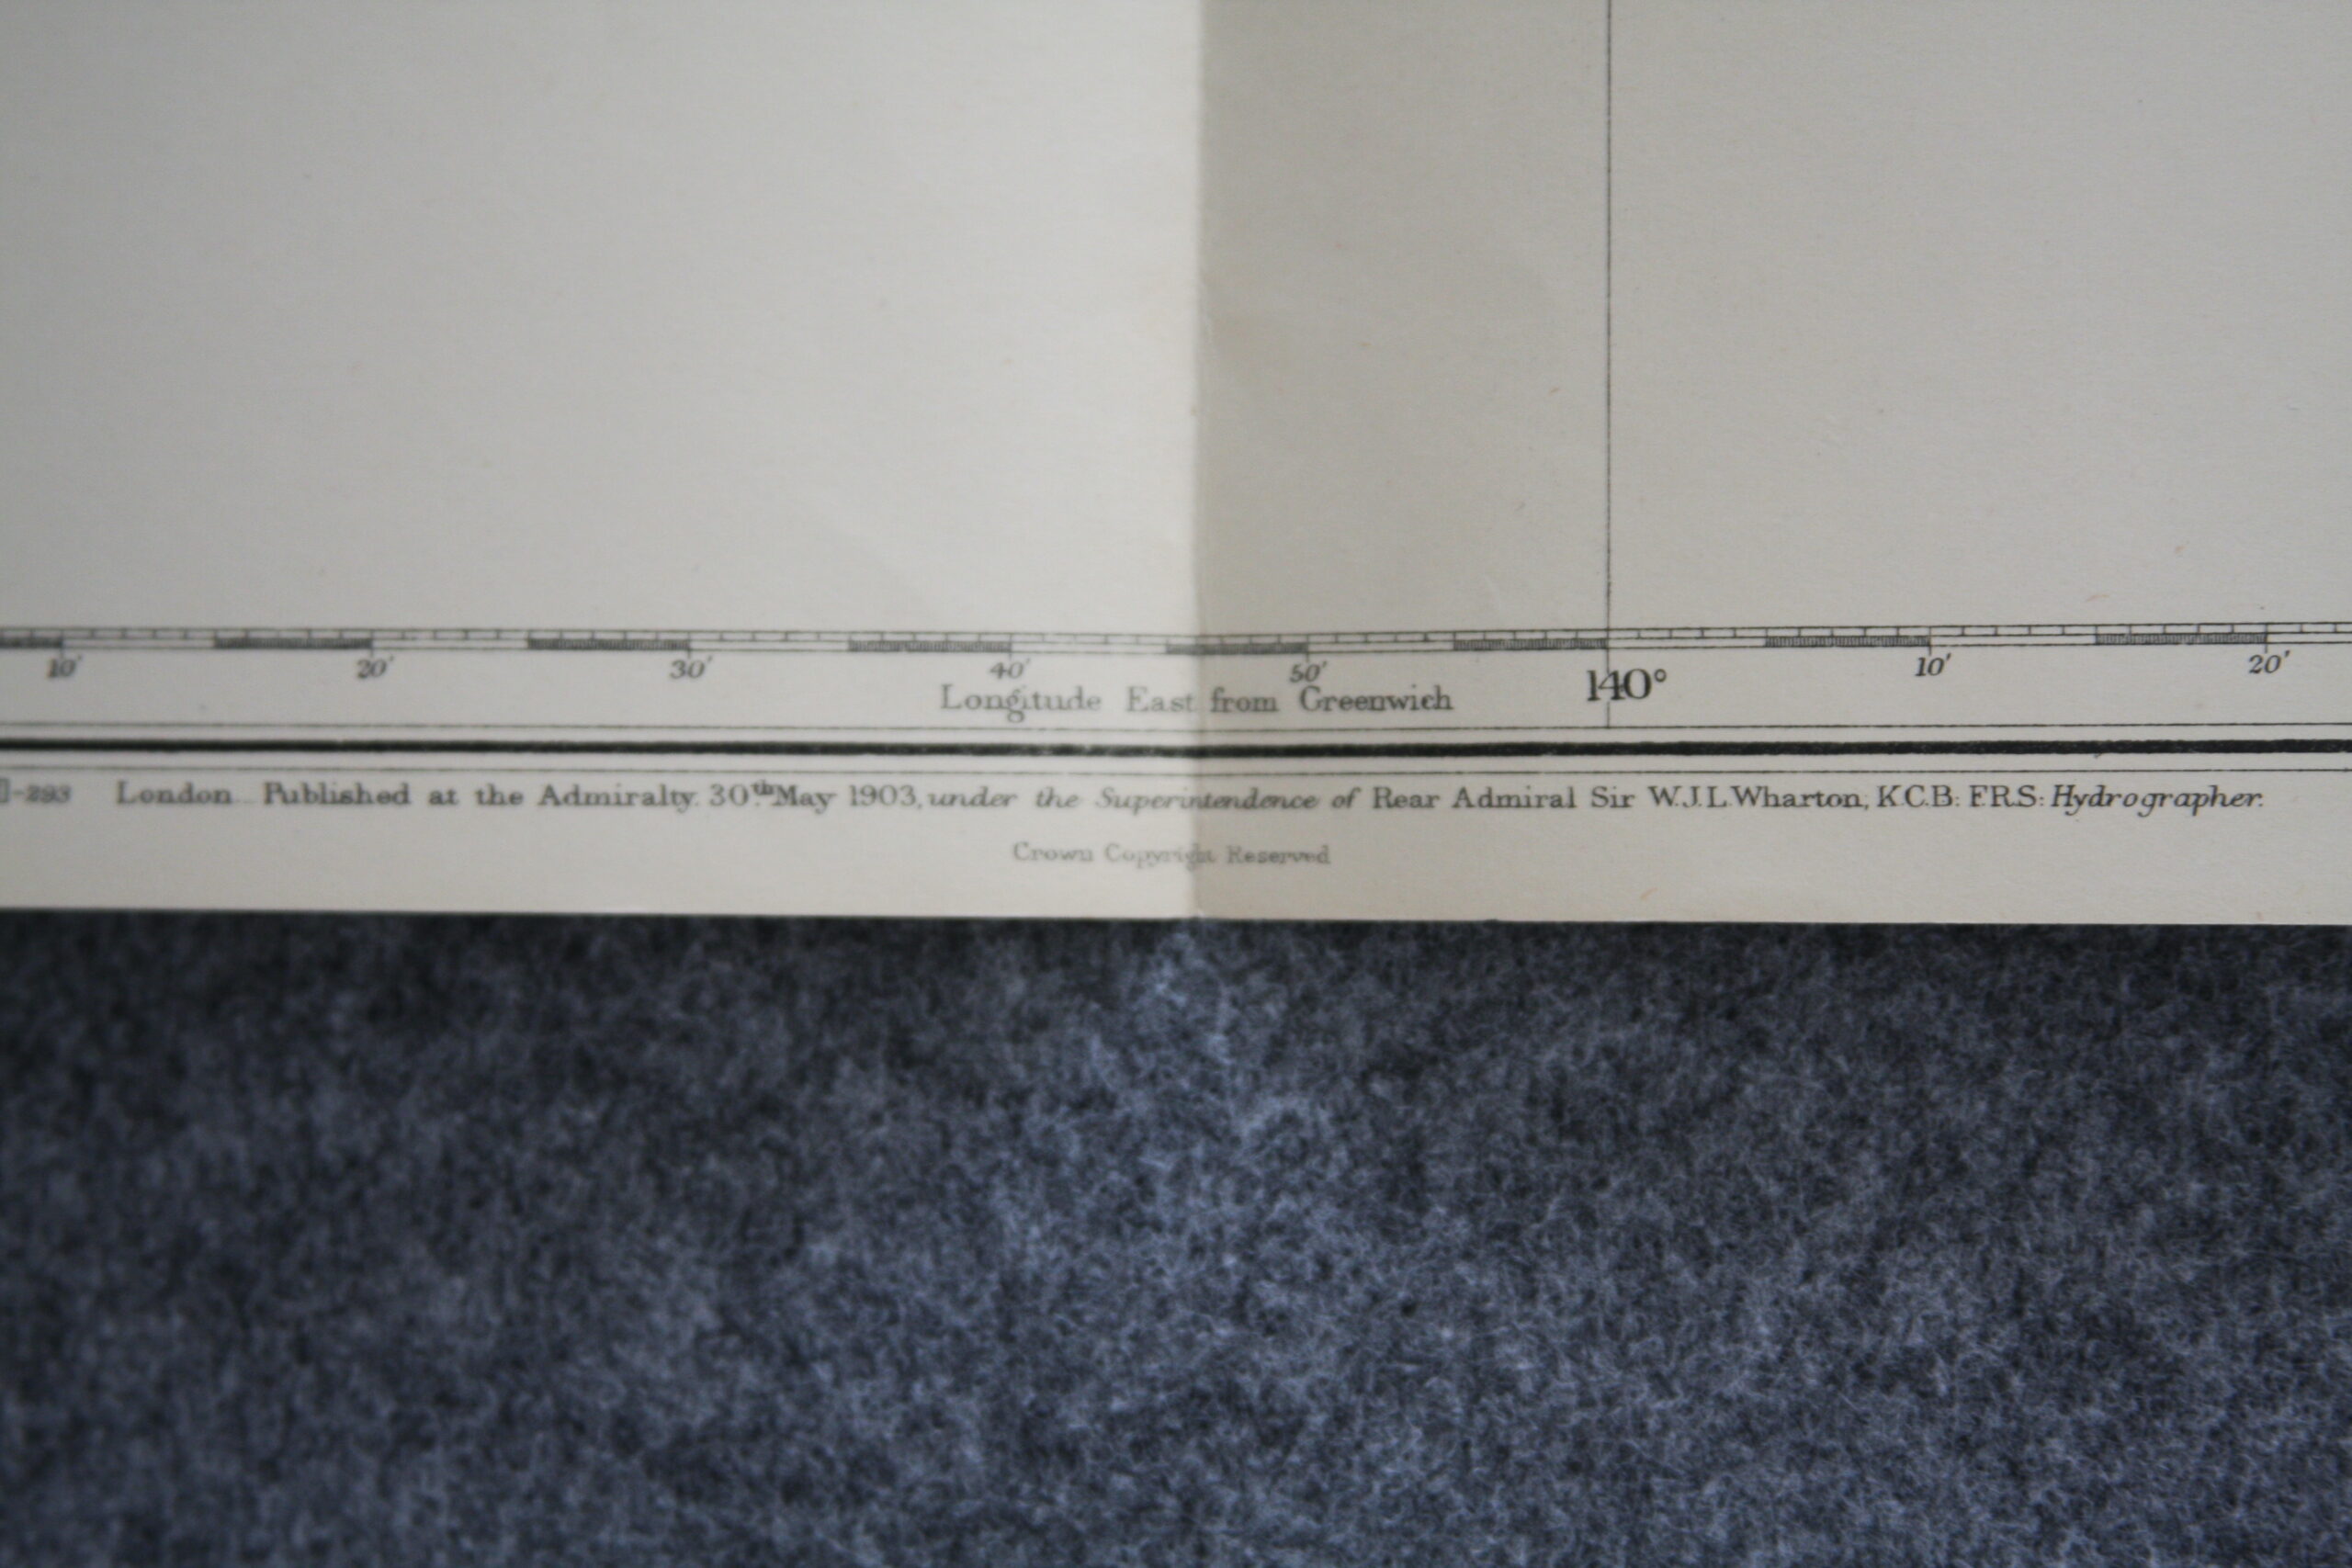 10' 20' 30' 40' 50' 140° 10' 20'
Longitude East from Greenwich
-293 London. Published at the Admiralty. 30th May 1903, under the Superintendence of Rear Admiral Sir W.J.L. Wharton, K.C.B: F.R.S: Hydrographer.
Crown Copyright Reserved